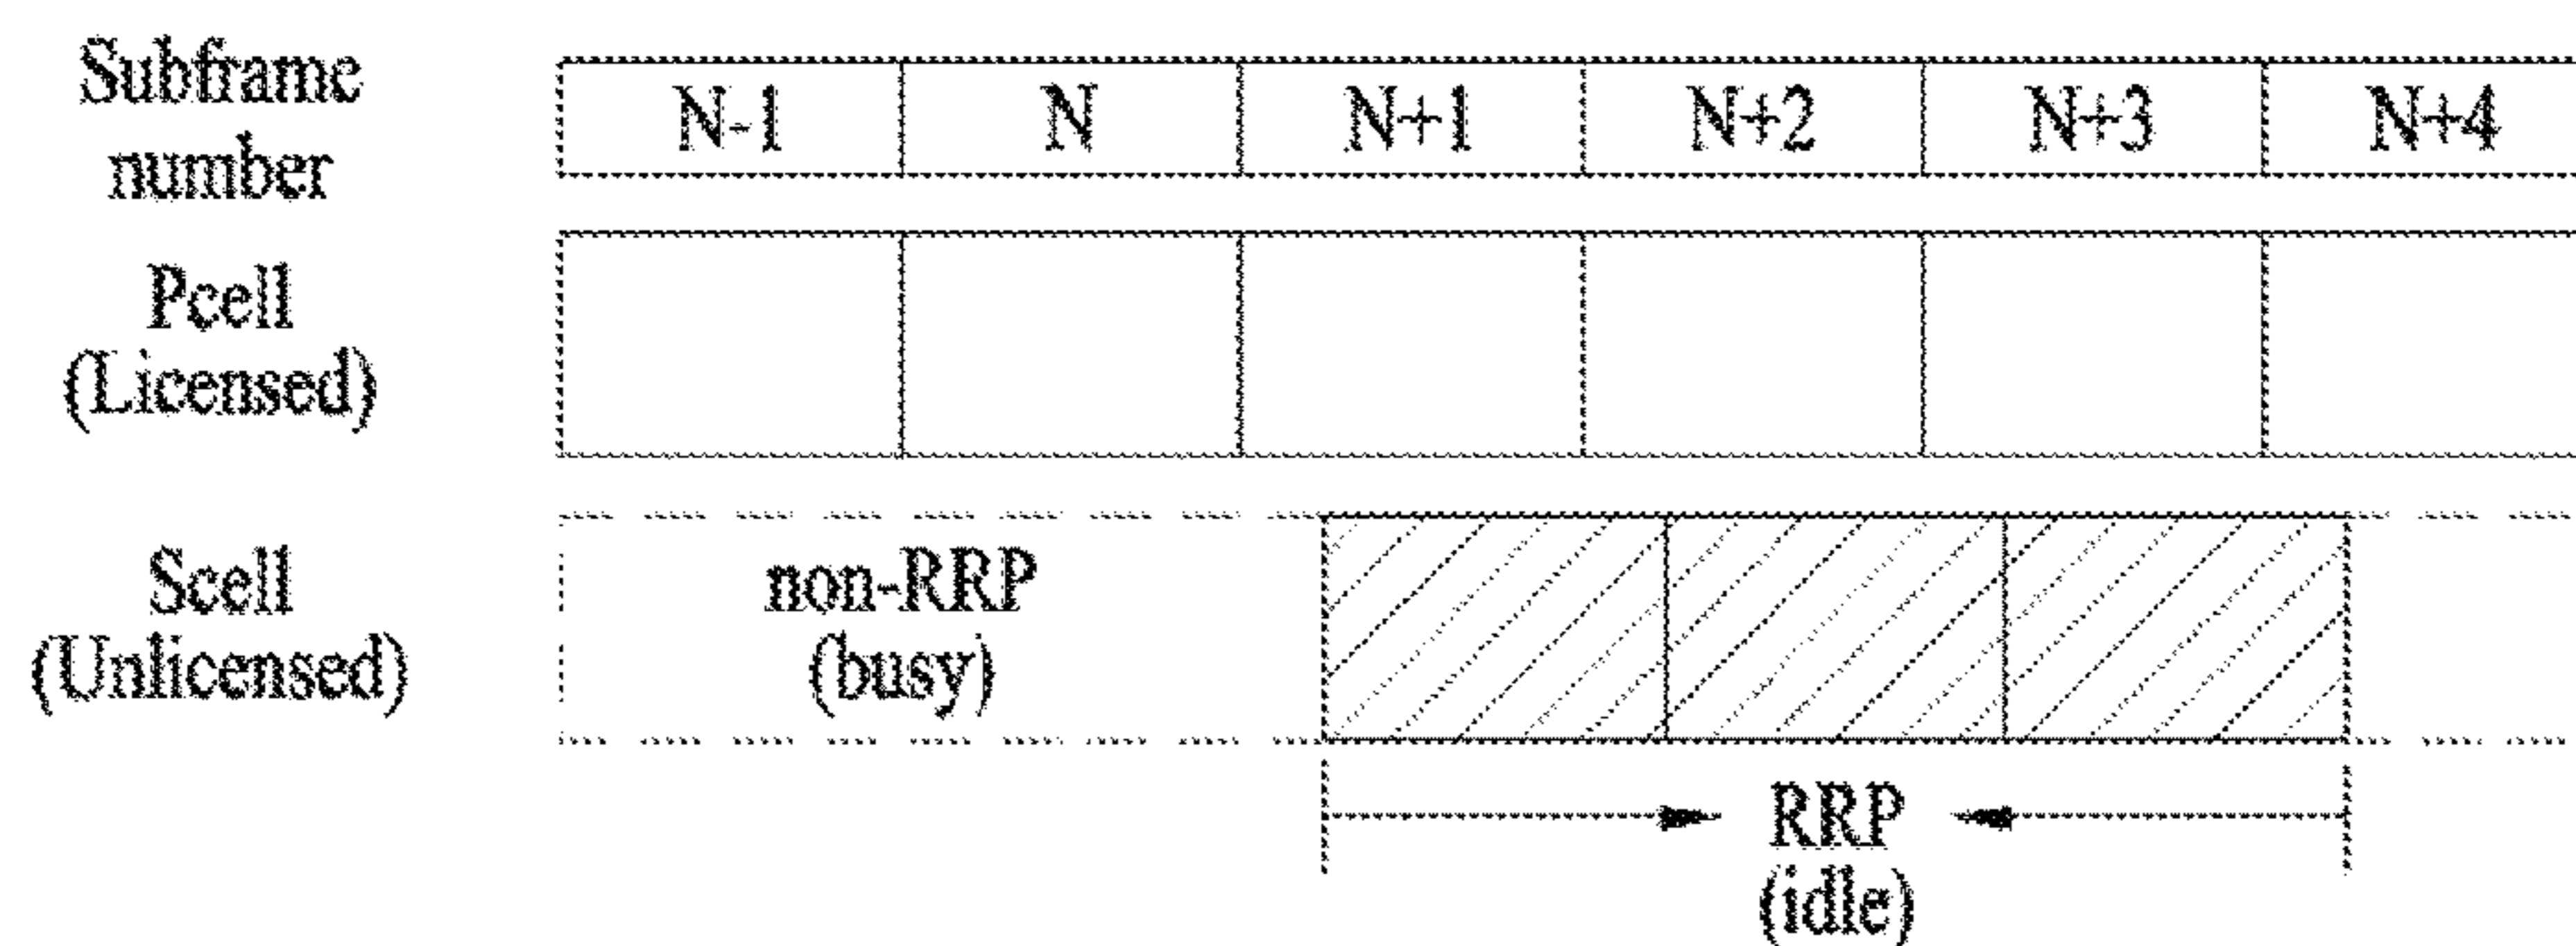 Subframe
number
N-1 N N+1 N+2 N+3 N+4
Pcell
(Licensed)
Scell
(Unlicensed)
non-RRP
(busy)
RRP
(idle)